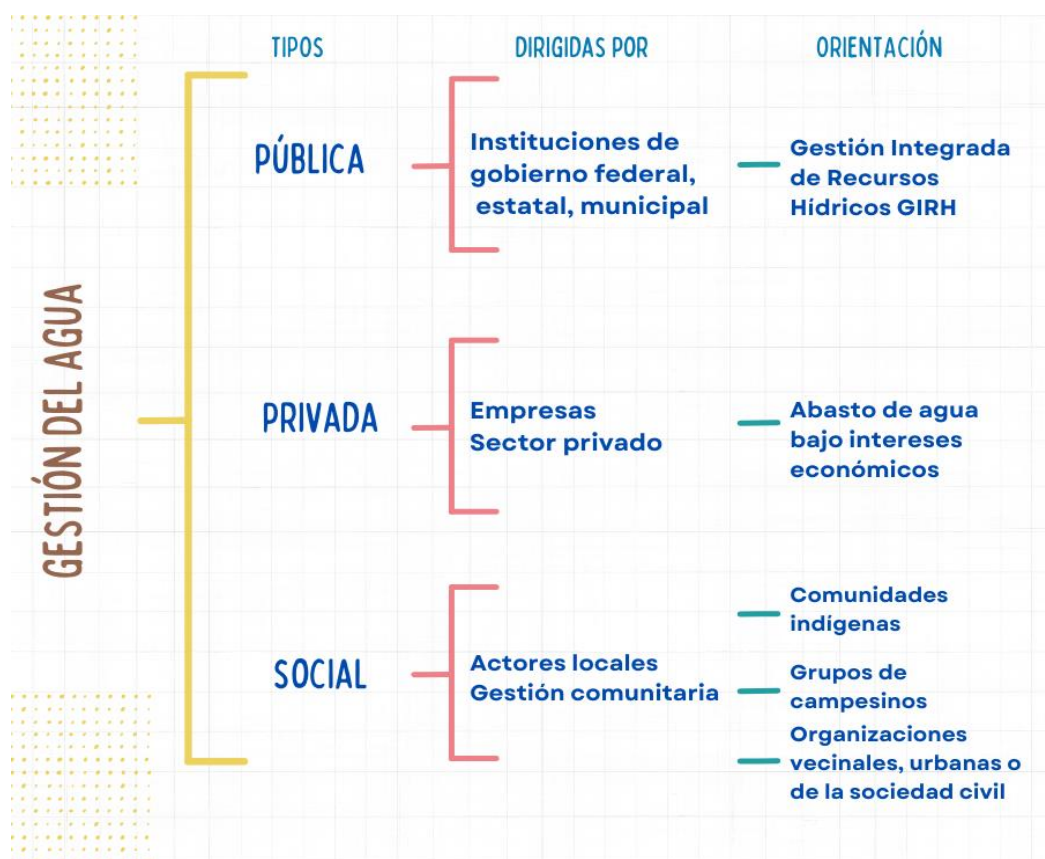 GESTIÓN DEL AGUA
TIPOS
DIRIGIDAS POR
ORIENTACIÓN
PÚBLICA
Instituciones de
gobierno federal,
estatal, municipal
Gestión Integrada
de Recursos
Hídricos GIRH
PRIVADA
Empresas
Sector privado
Abasto de agua
bajo intereses
económicos
SOCIAL
Actores locales
Gestión comunitaria
Comunidades
indígenas
Grupos de
campesinos
Organizaciones
vecinales, urbanas o
de la sociedad civil